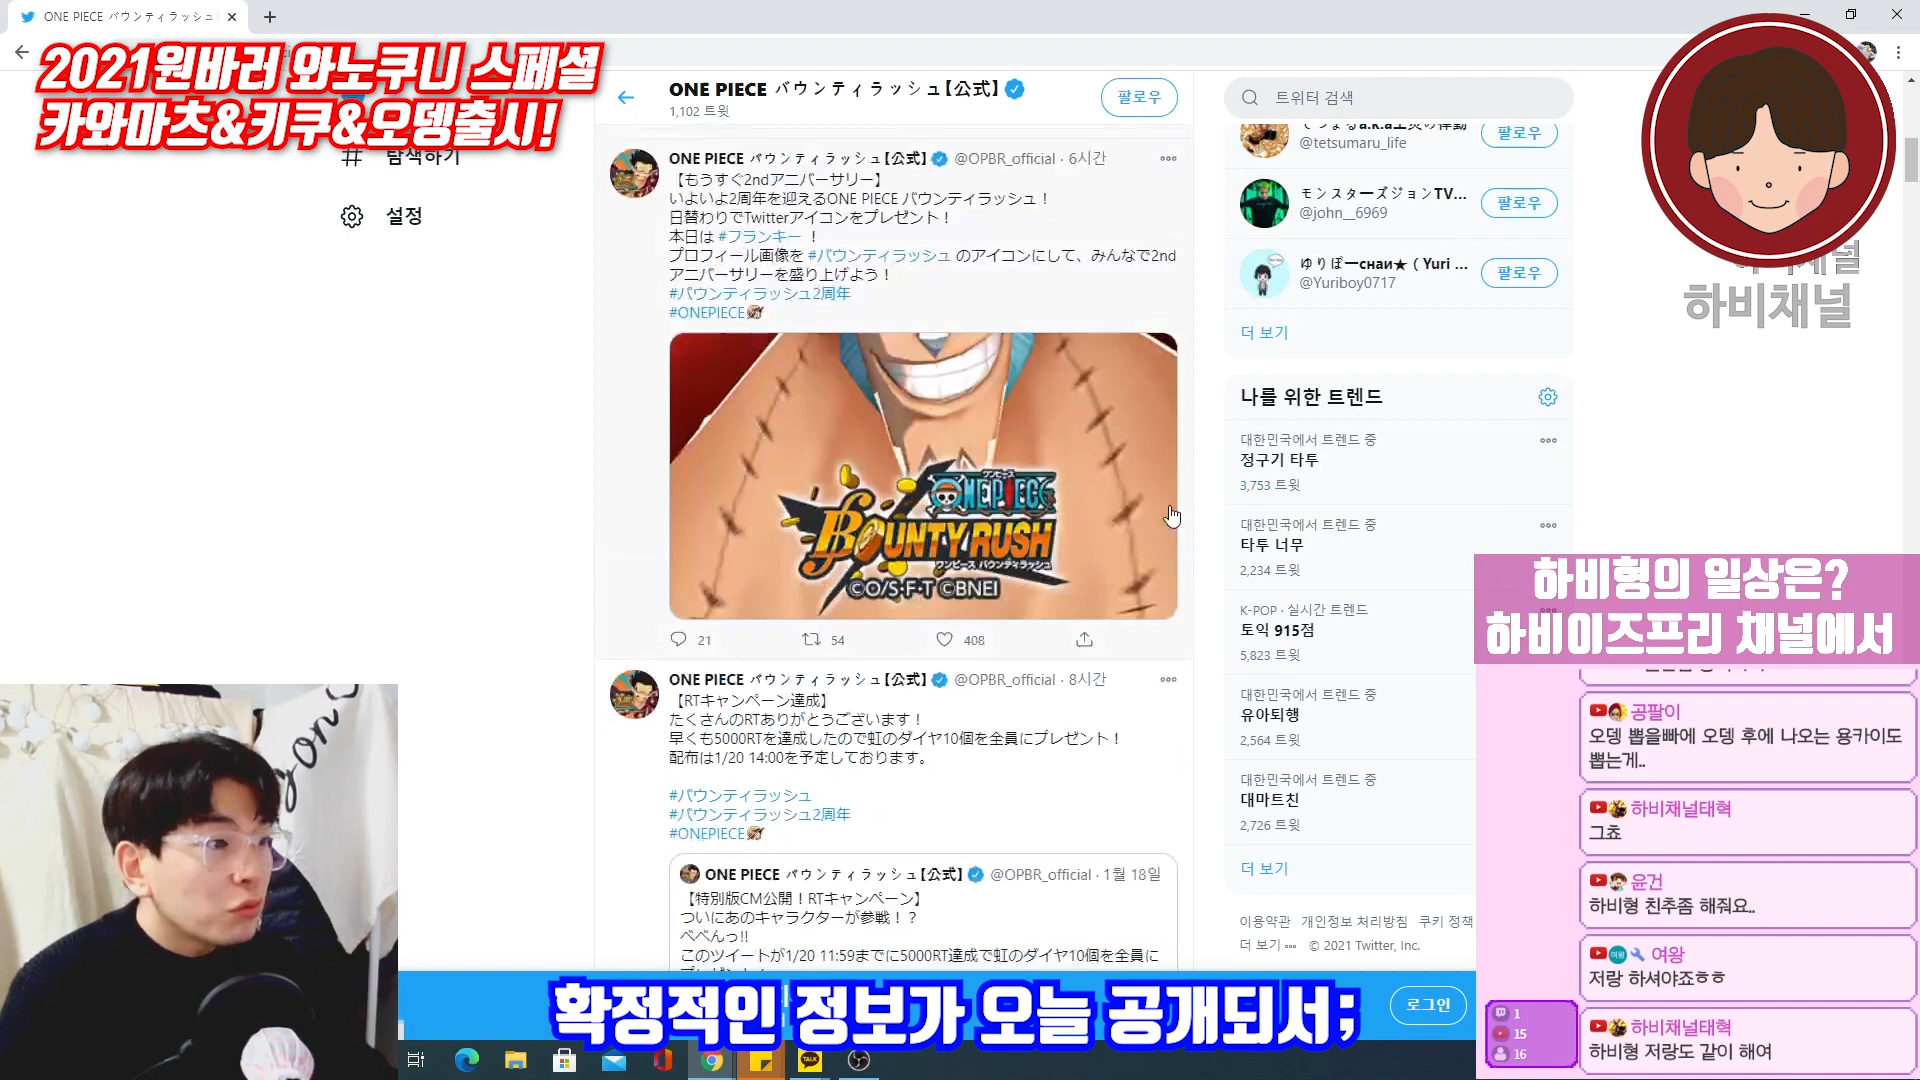 ONE PIECE バウンティラッシュ
2021원바러 와노쿠니 스페셜
카와마츠&키쿠&오뎅출시!
탐색하기
설정
ONE PIECE バウンティラッシュ【公式】
1,102 트윗
팔로우
ONE PIECE バウンティラッシュ【公式】 @OPBR_official · 6시간
【もうすぐ2ndアニバーサリー】
いよいよ2周年を迎えるONE PIECE バウンティラッシュ！
日替わりでTwitterアイコンをプレゼント！
本日は #フランキー ！
プロフィール画像を #バウンティラッシュ のアイコンにして、みんなで2nd
アニバーサリーを盛り上げよう！
#バウンティラッシュ2周年
#ONEPIECE
ワンピース
ONE PIECE
BOUNTY RUSH
ワンピース バウンティラッシュ
©O/S·F·T ©BNEI
21
54
408
ONE PIECE バウンティラッシュ【公式】 @OPBR_official · 8시간
【RTキャンペーン達成】
たくさんのRTありがとうございます！
早くも5000RTを達成したので虹のダイヤ10個を全員にプレゼント！
配布は1/20 14:00を予定しております。
#バウンティラッシュ
#バウンティラッシュ2周年
#ONEPIECE
ONE PIECE バウンティラッシュ【公式】 @OPBR_official · 1월 18일
【特別版CM公開！RTキャンペーン】
ついにあのキャラクターが参戦！？
べべんっ!!
このツイートが1/20 11:59までに5000RT達成で虹のダイヤ10個を全員に
트위터 검색
@tetsumaru_life
팔로우
モンスターズジョンTV...
@john__6969
팔로우
ゆりぼーснаи★ ( Yuri ...
@Yuriboy0717
팔로우
더 보기
나를 위한 트렌드
대한민국에서 트렌드 중
정구기 타투
3,753 트윗
대한민국에서 트렌드 중
타투 너무
2,234 트윗
K-POP · 실시간 트렌드
토익 915점
5,823 트윗
대한민국에서 트렌드 중
유아퇴행
2,564 트윗
대한민국에서 트렌드 중
대마트친
2,726 트윗
더 보기
이용약관 개인정보 처리방침 쿠키 정책
더 보기 ··· © 2021 Twitter, Inc.
하비채널
하비형의 일상은?
하비이즈프리 채널에서
공팔이
오뎅 뽑을빠에 오뎅 후에 나오는 용카이도
뽑는게..
하비채널태혁
그쵸
윤건
하비형 친추좀 해줘요..
여왕
저랑 하셔야죠ㅎㅎ
하비채널태혁
하비형 저랑도 같이 해여
1
15
16
로그인
확정적인 정보가 오늘 공개되서;
TALK